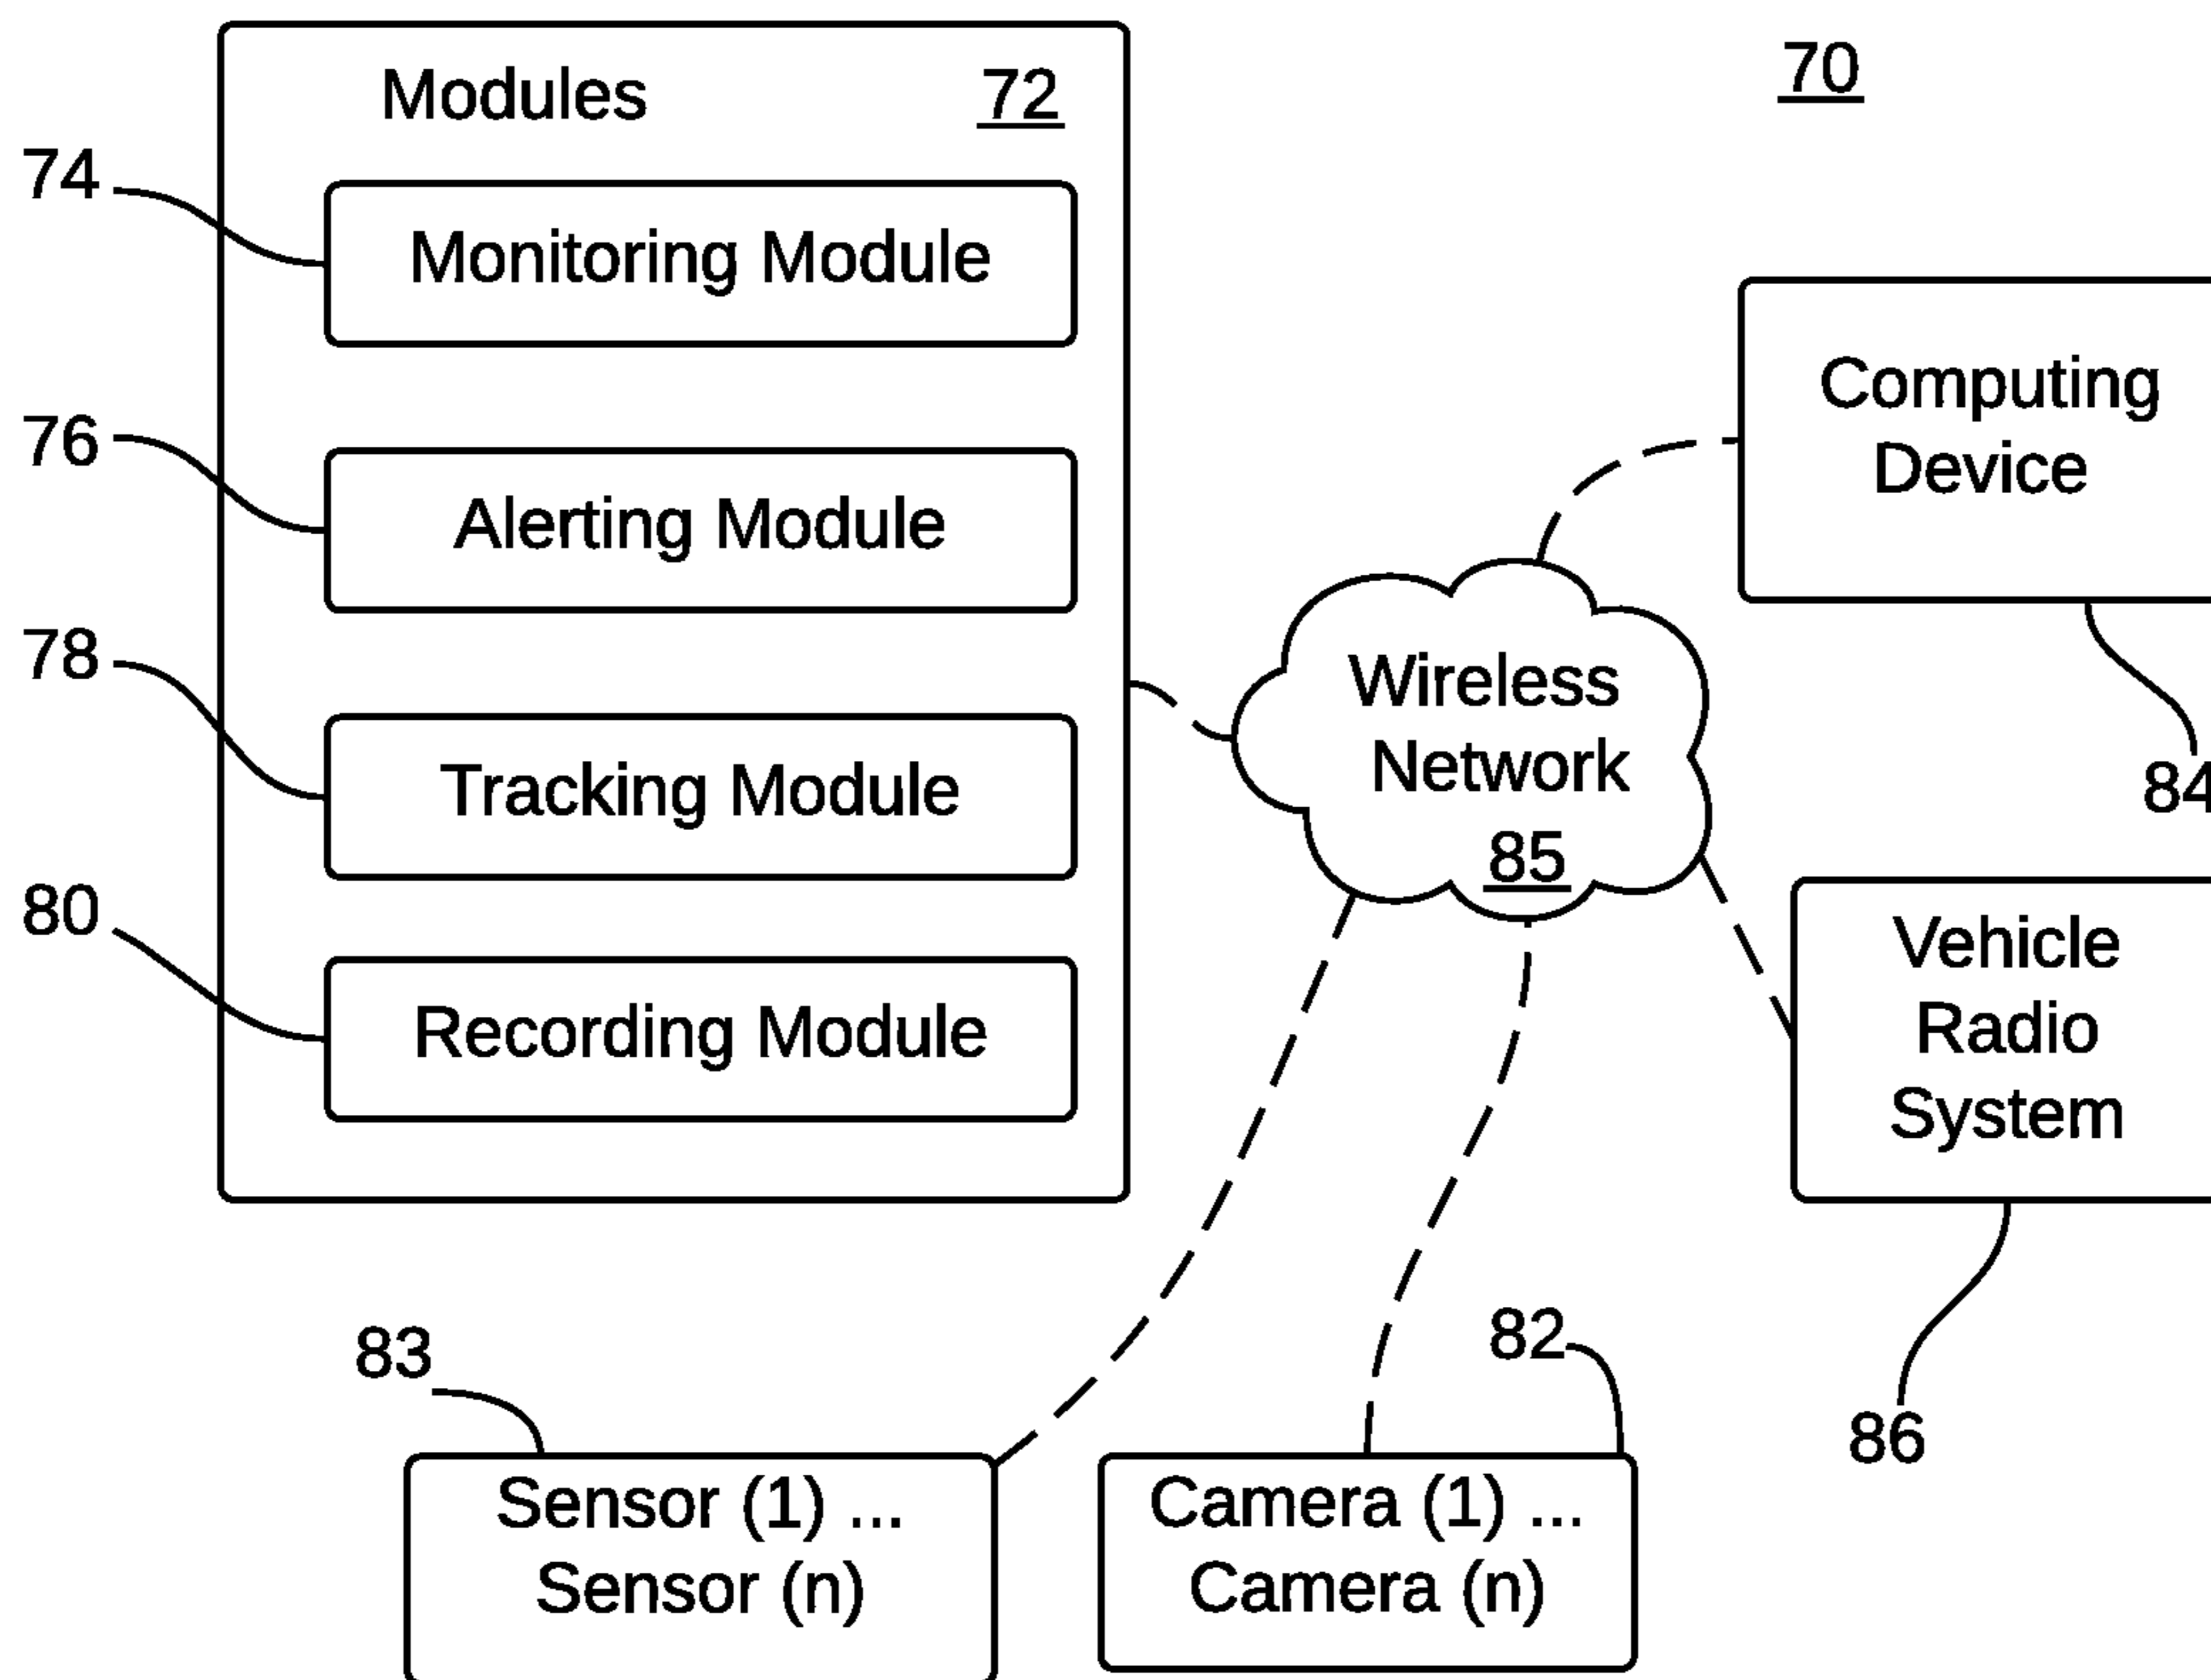 Modules
72
70
74
Monitoring Module
76
Alerting Module
78
Tracking Module
80
Recording Module
Computing
Device
84
Wireless
Network
85
Vehicle
Radio
System
86
83
Sensor (1) ...
Sensor (n)
82
Camera (1) ...
Camera (n)